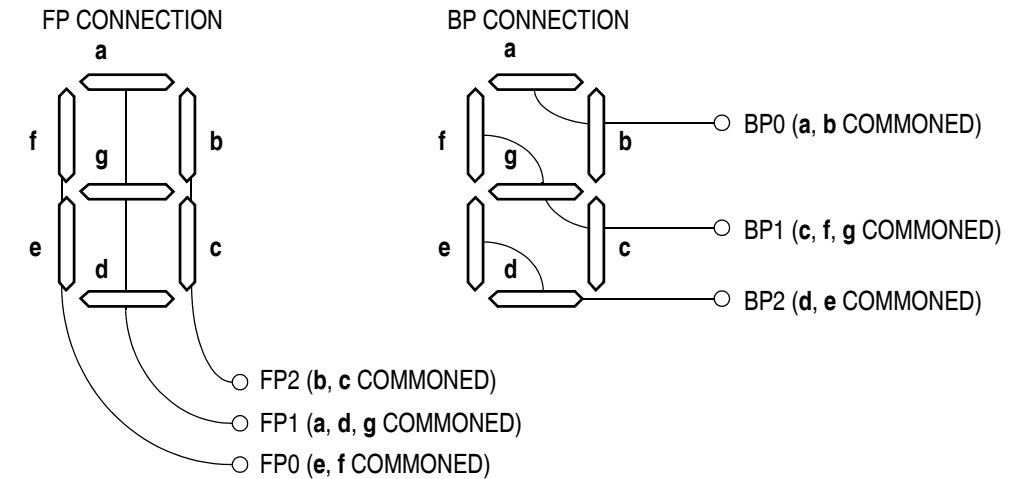 FP CONNECTION
a
f
b
g
e
c
d
FP2 (b, c COMMONED)
FP1 (a, d, g COMMONED)
FP0 (e, f COMMONED)
BP CONNECTION
a
f
b
g
e
c
d
BP0 (a, b COMMONED)
BP1 (c, f, g COMMONED)
BP2 (d, e COMMONED)